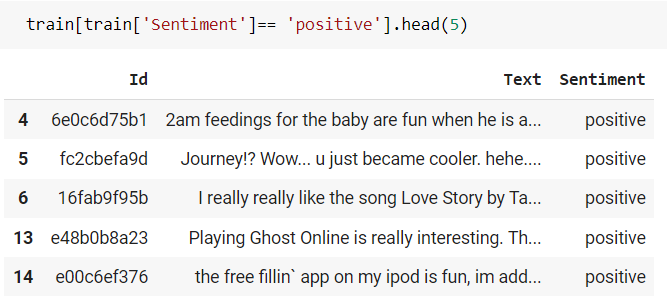 train[train['Sentiment']== 'positive'].head(5)
Id Text Sentiment
4 6e0c6d75b1 2am feedings for the baby are fun when he is a... positive
5 fc2cbefa9d Journey!? Wow... u just became cooler. hehe.... positive
6 16fab9f95b I really really like the song Love Story by Ta... positive
13 e48b0b8a23 Playing Ghost Online is really interesting. Th... positive
14 e00c6ef376 the free fillin` app on my ipod is fun, im add... positive